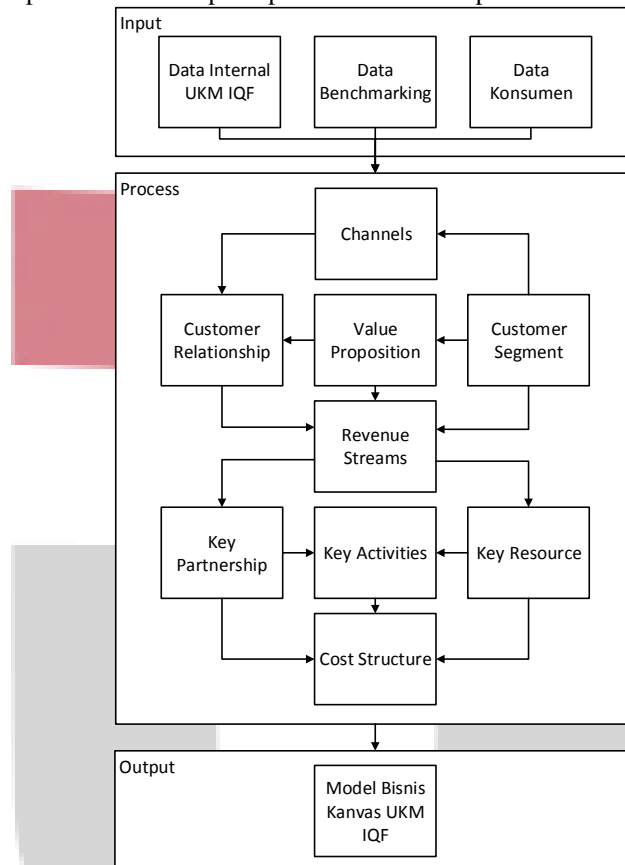 Input
Data Internal
UKM IQF
Data
Benchmarking
Data
Konsumen
Process
Channels
Customer
Relationship
Value
Proposition
Customer
Segment
Revenue
Streams
Key
Partnership
Key Activities
Key Resource
Cost Structure
Output
Model Bisnis
Kanvas UKM
IQF